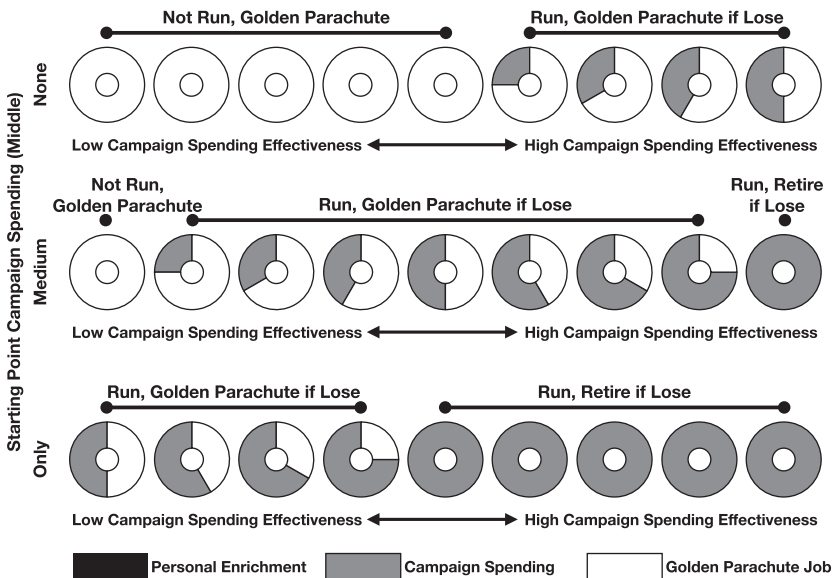 Starting Point Campaign Spending (Middle)
None
Not Run, Golden Parachute
Run, Golden Parachute if Lose
Low Campaign Spending Effectiveness
High Campaign Spending Effectiveness
Medium
Not Run,
Golden Parachute
Run, Golden Parachute if Lose
Run, Retire
if Lose
Low Campaign Spending Effectiveness
High Campaign Spending Effectiveness
Only
Run, Golden Parachute if Lose
Run, Retire if Lose
Low Campaign Spending Effectiveness
High Campaign Spending Effectiveness
Personal Enrichment
Campaign Spending
Golden Parachute Job